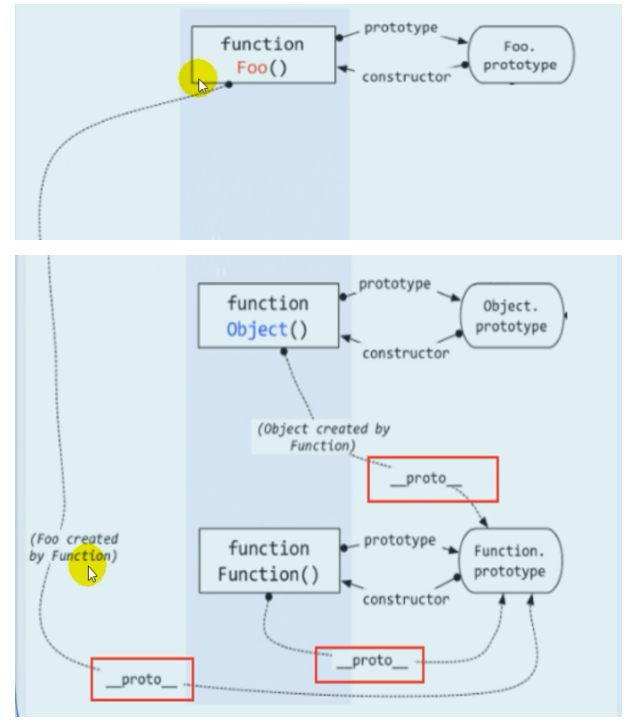 function
Foo()
prototype
constructor
Foo.
prototype
function
Object()
prototype
constructor
Object.
prototype
(Object created by
Function)
__proto__
(Foo created
by Function)
function
Function()
prototype
constructor
Function.
prototype
__proto__
__proto__